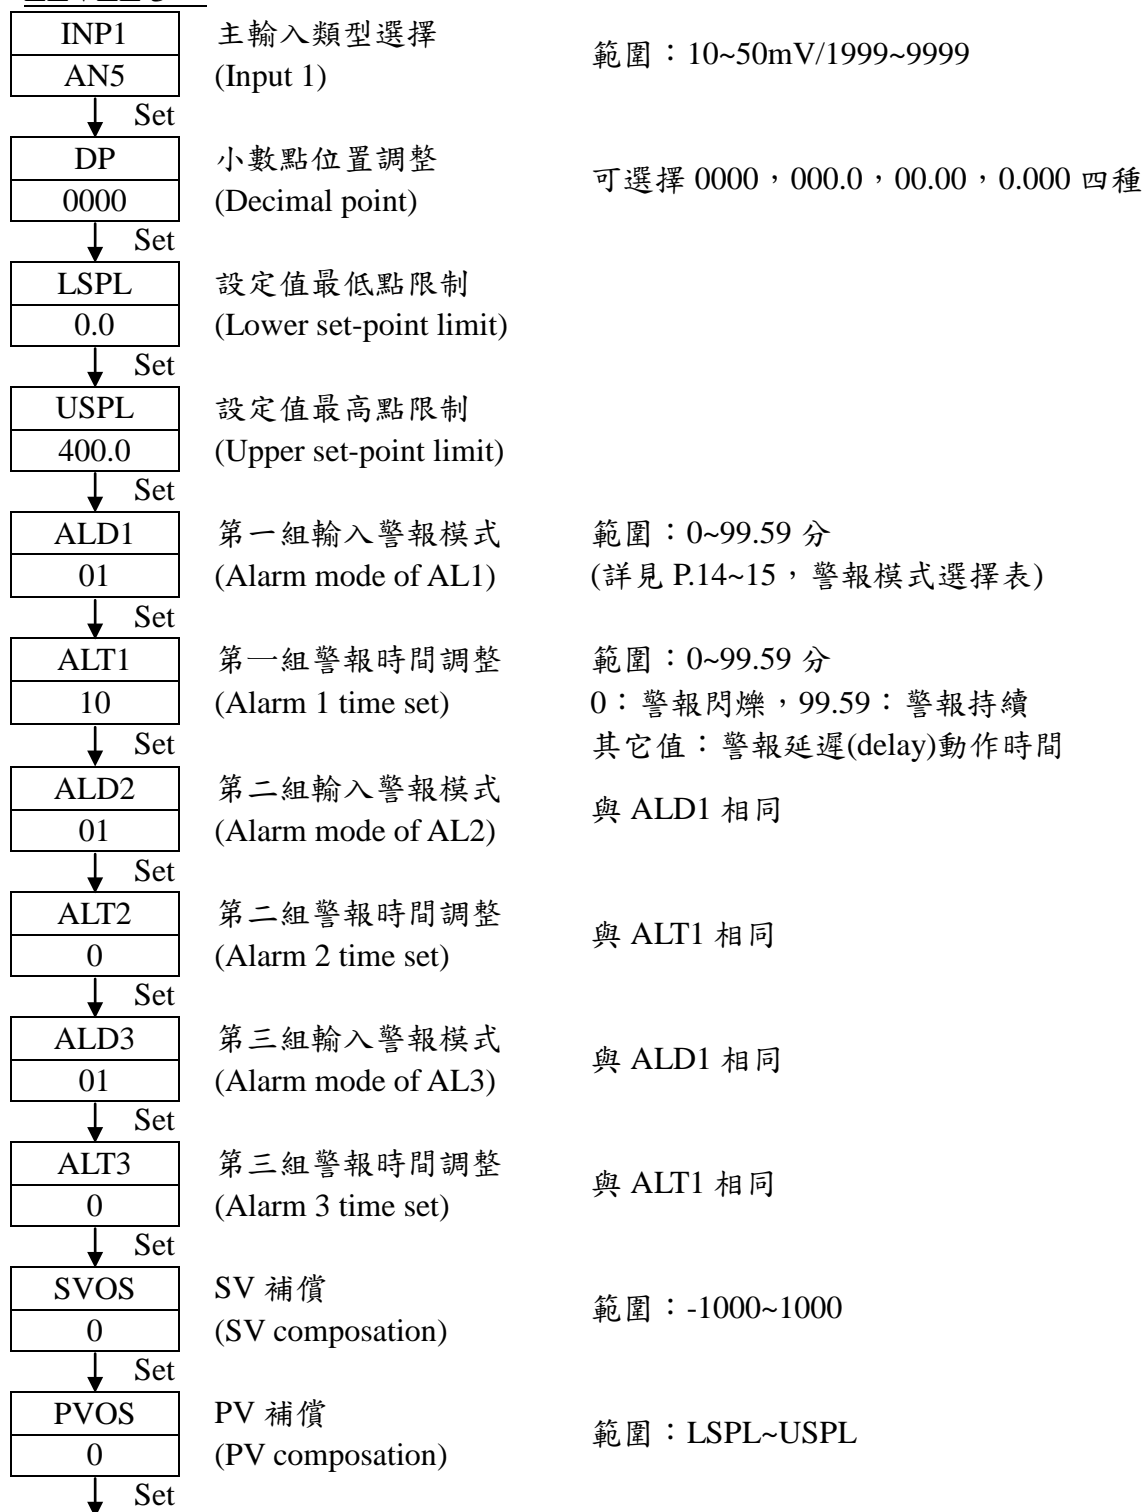 INP1
主輸入類型選擇
範圍：10~50mV/1999~9999
AN5
(Input 1)
Set
DP
小數點位置調整
可選擇 0000，000.0，00.00，0.000 四種
0000
(Decimal point)
Set
LSPL
設定值最低點限制
0.0
(Lower set-point limit)
Set
USPL
設定值最高點限制
400.0
(Upper set-point limit)
Set
ALD1
第一組輸入警報模式
範圍：0~99.59 分
01
(Alarm mode of AL1)
(詳見 P.14~15，警報模式選擇表)
Set
ALT1
第一組警報時間調整
範圍：0~99.59 分
10
(Alarm 1 time set)
0：警報閃爍，99.59：警報持續
Set
其它值：警報延遲(delay)動作時間
ALD2
第二組輸入警報模式
與 ALD1 相同
01
(Alarm mode of AL2)
Set
ALT2
第二組警報時間調整
與 ALT1 相同
0
(Alarm 2 time set)
Set
ALD3
第三組輸入警報模式
與 ALD1 相同
01
(Alarm mode of AL3)
Set
ALT3
第三組警報時間調整
與 ALT1 相同
0
(Alarm 3 time set)
Set
SVOS
SV 補償
範圍：-1000~1000
0
(SV composation)
Set
PVOS
PV 補償
範圍：LSPL~USPL
0
(PV composation)
Set